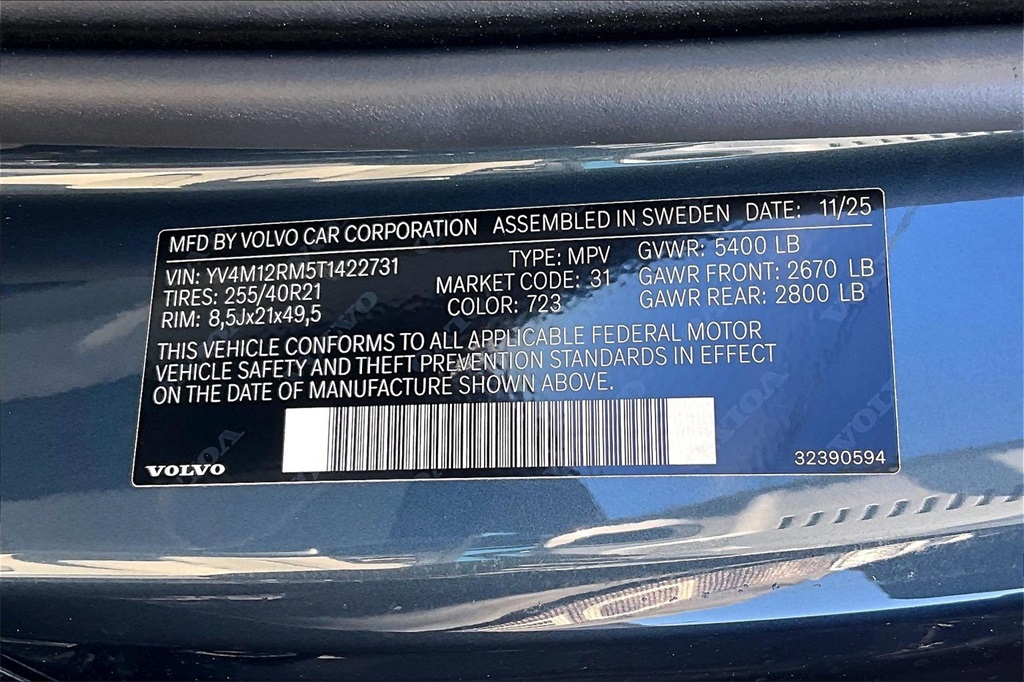 MFD BY VOLVO CAR CORPORATION ASSEMBLED IN SWEDEN DATE: 11/25
VIN: YV4M12RM5T1422731 TYPE: MPV GVWR: 5400 LB
TIRES: 255/40R21 MARKET CODE: 31 GAWR FRONT: 2670 LB
RIM: 8,5Jx21x49,5 COLOR: 723 GAWR REAR: 2800 LB
THIS VEHICLE CONFORMS TO ALL APPLICABLE FEDERAL MOTOR
VEHICLE SAFETY AND THEFT PREVENTION STANDARDS IN EFFECT
ON THE DATE OF MANUFACTURE SHOWN ABOVE.
VOLVO 32390594